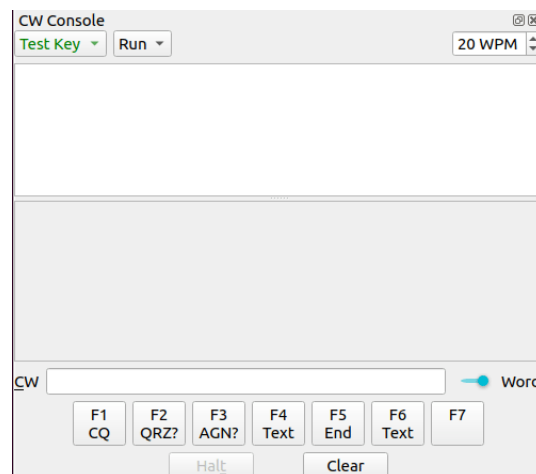 CW Console
Test Key Run 20 WPM
CW Word
F1 F2 F3 F4 F5 F6 F7
CQ QRZ? AGN? Text End Text
Halt Clear